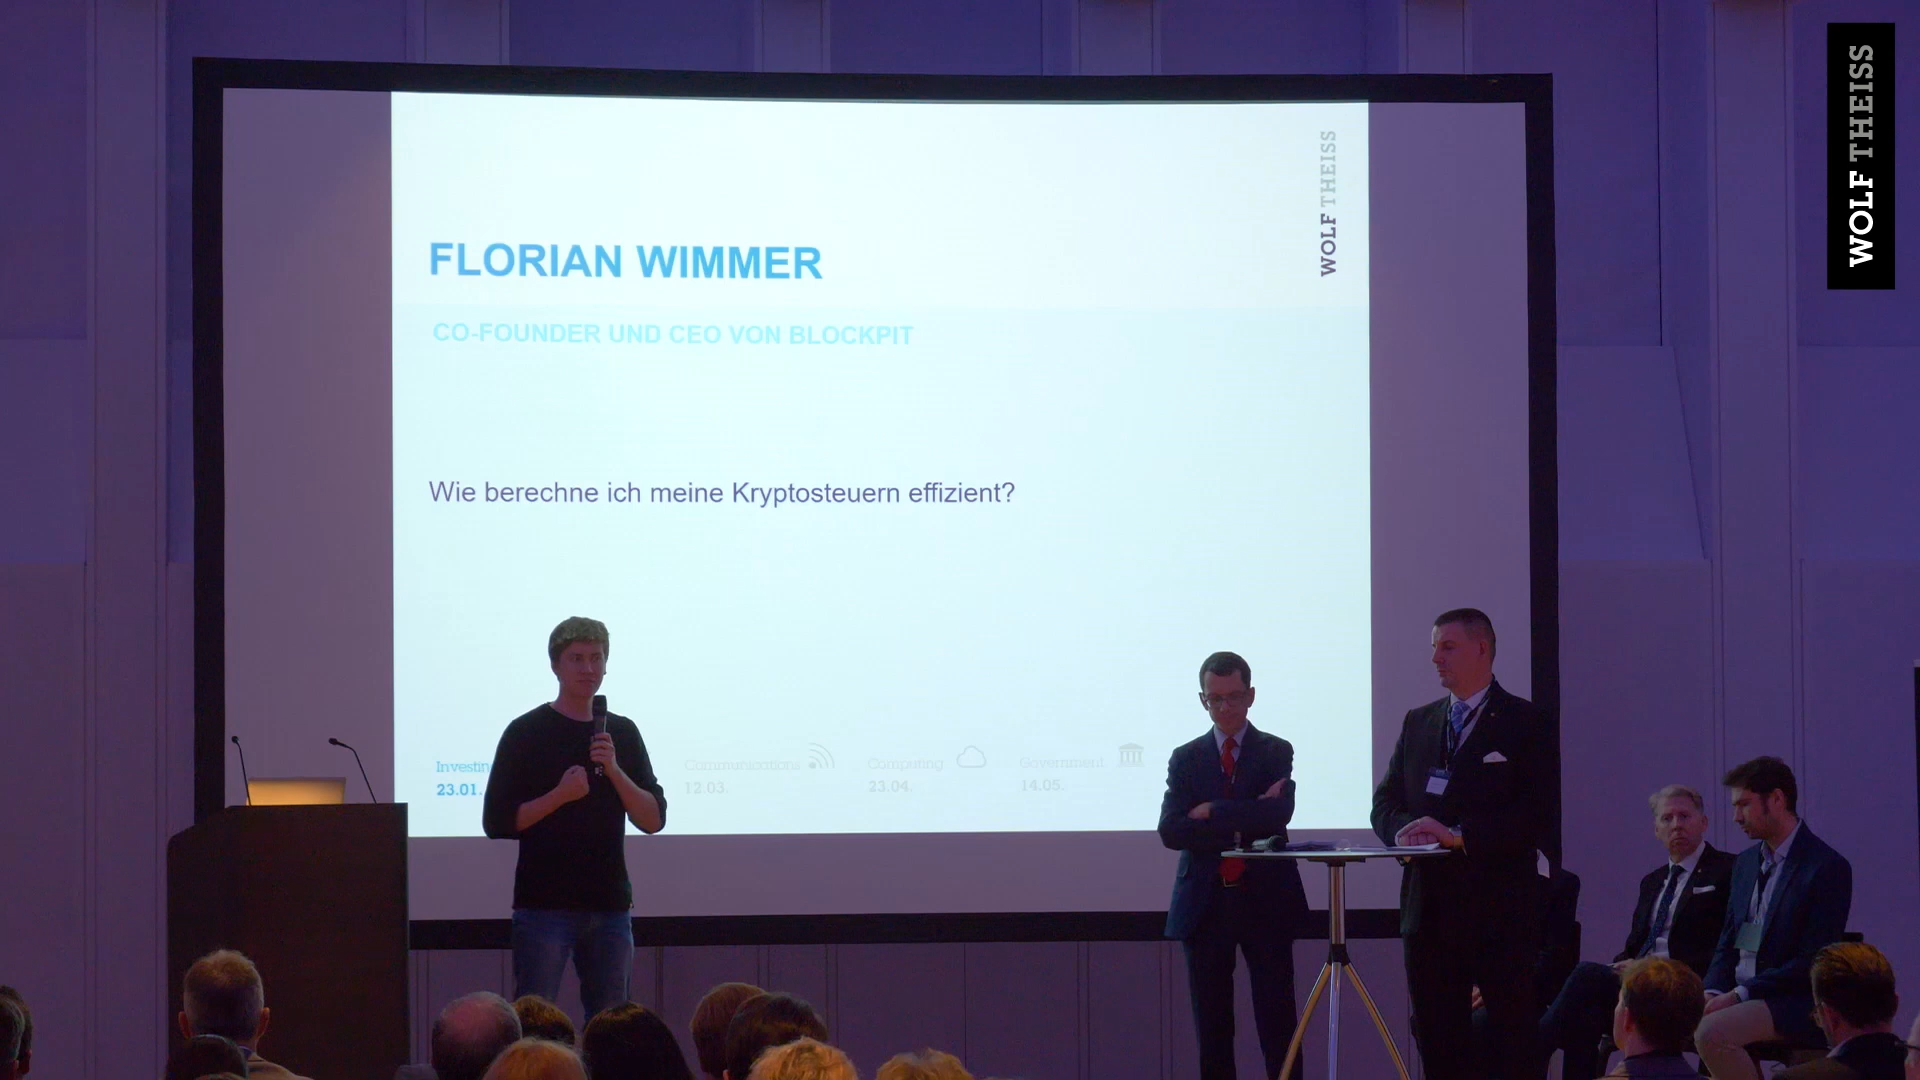 WOLF THEISS
WOLF THEISS
FLORIAN WIMMER
CO-FOUNDER UND CEO VON BLOCKPIT
Wie berechne ich meine Kryptosteuern effizient?
Investin
23.01.
Communications
12.03.
Computing
23.04.
Government
14.05.